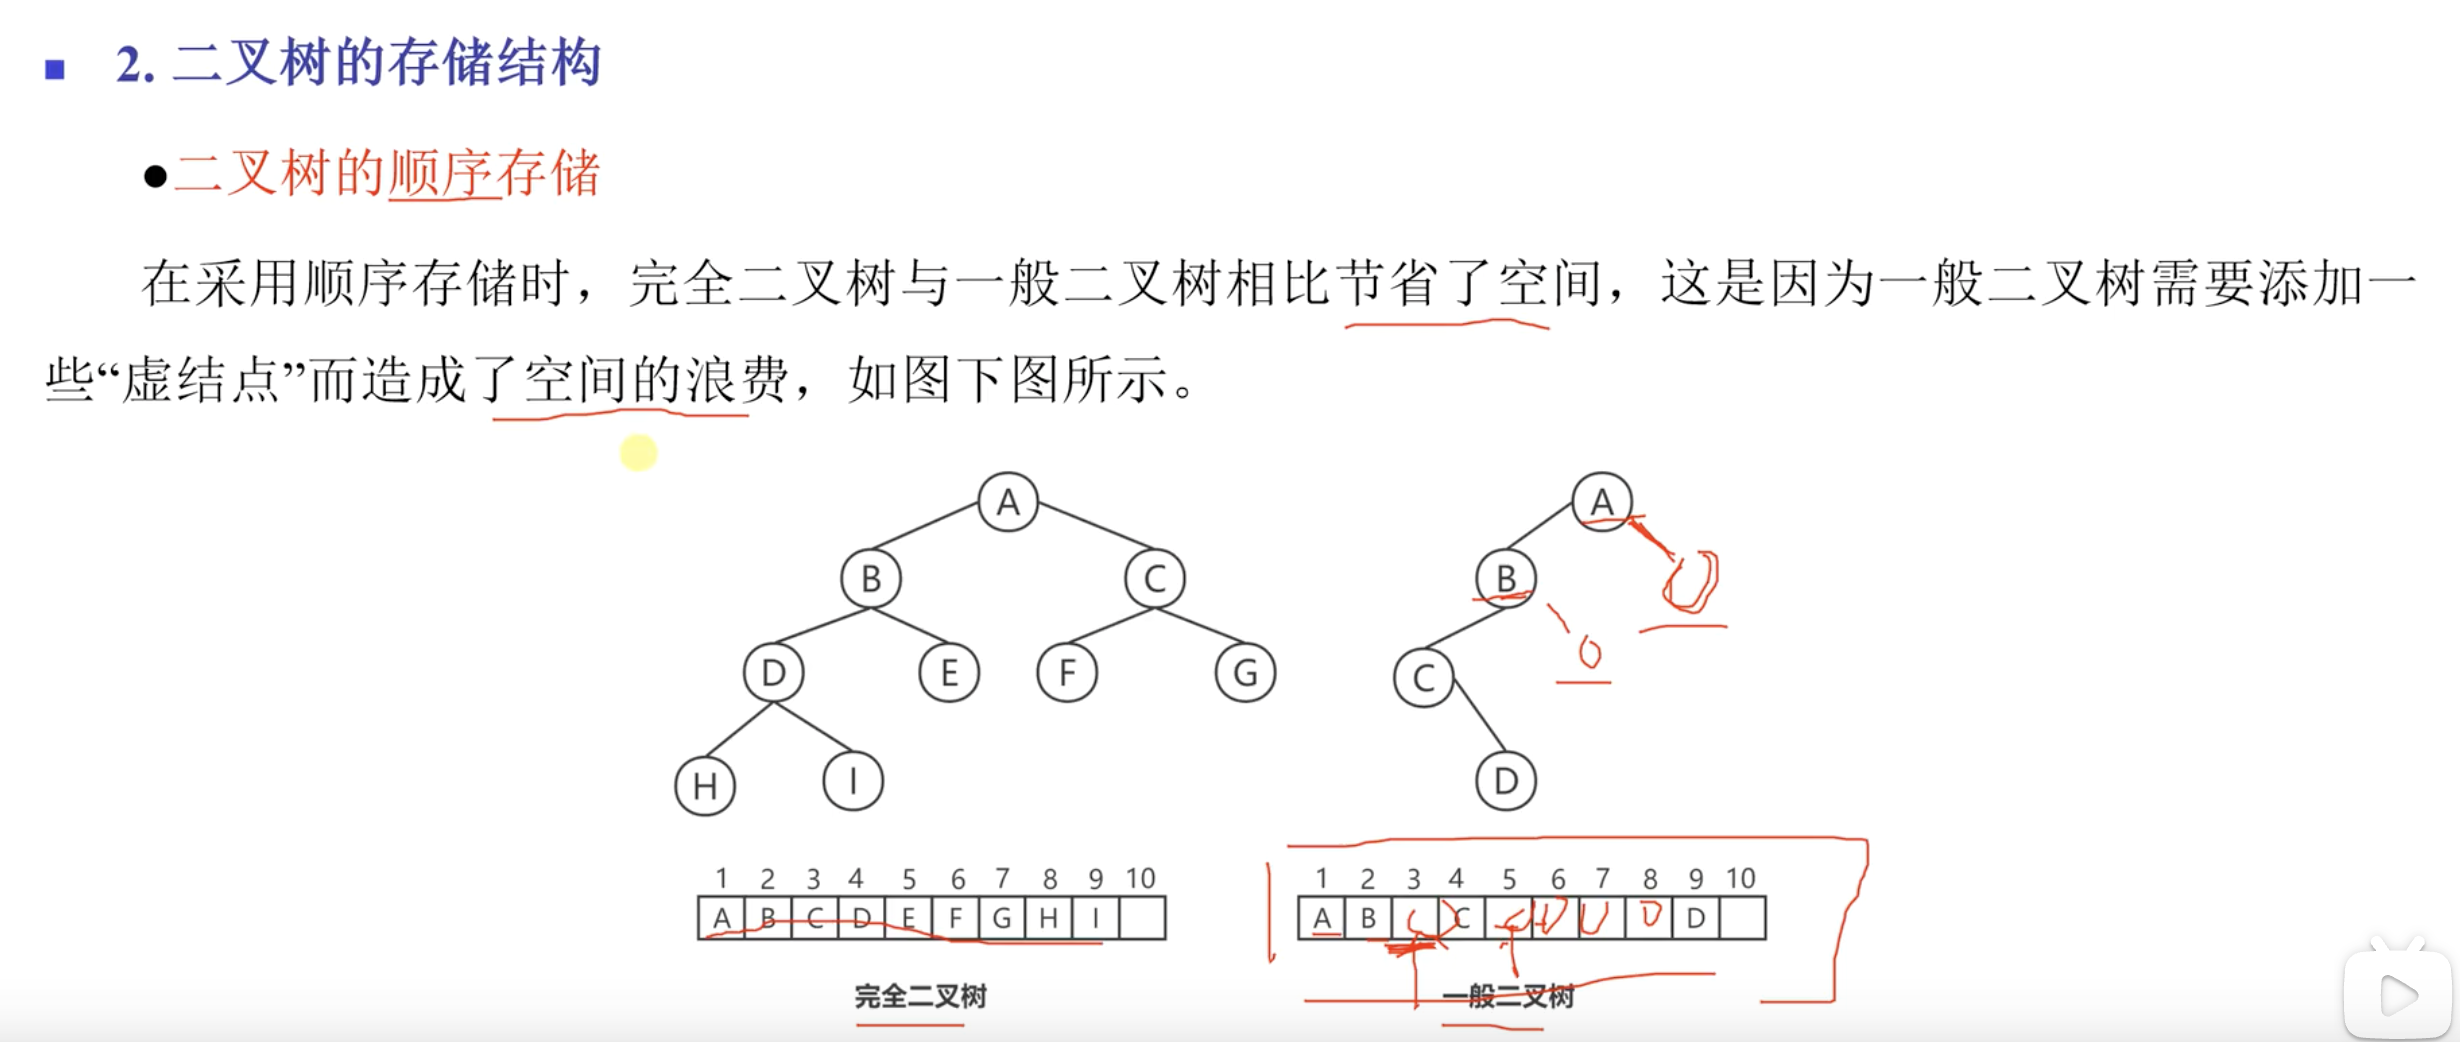 2. 二叉树的存储结构
●二叉树的顺序存储
在采用顺序存储时，完全二叉树与一般二叉树相比节省了空间，这是因为一般二叉树需要添加一
些“虚结点”而造成了空间的浪费，如图下图所示。
A A
B C B
D E F G C
H I D
1 2 3 4 5 6 7 8 9 10 1 2 3 4 5 6 7 8 9 10
A B C D E F G H I A B C D
完全二叉树 一般二叉树